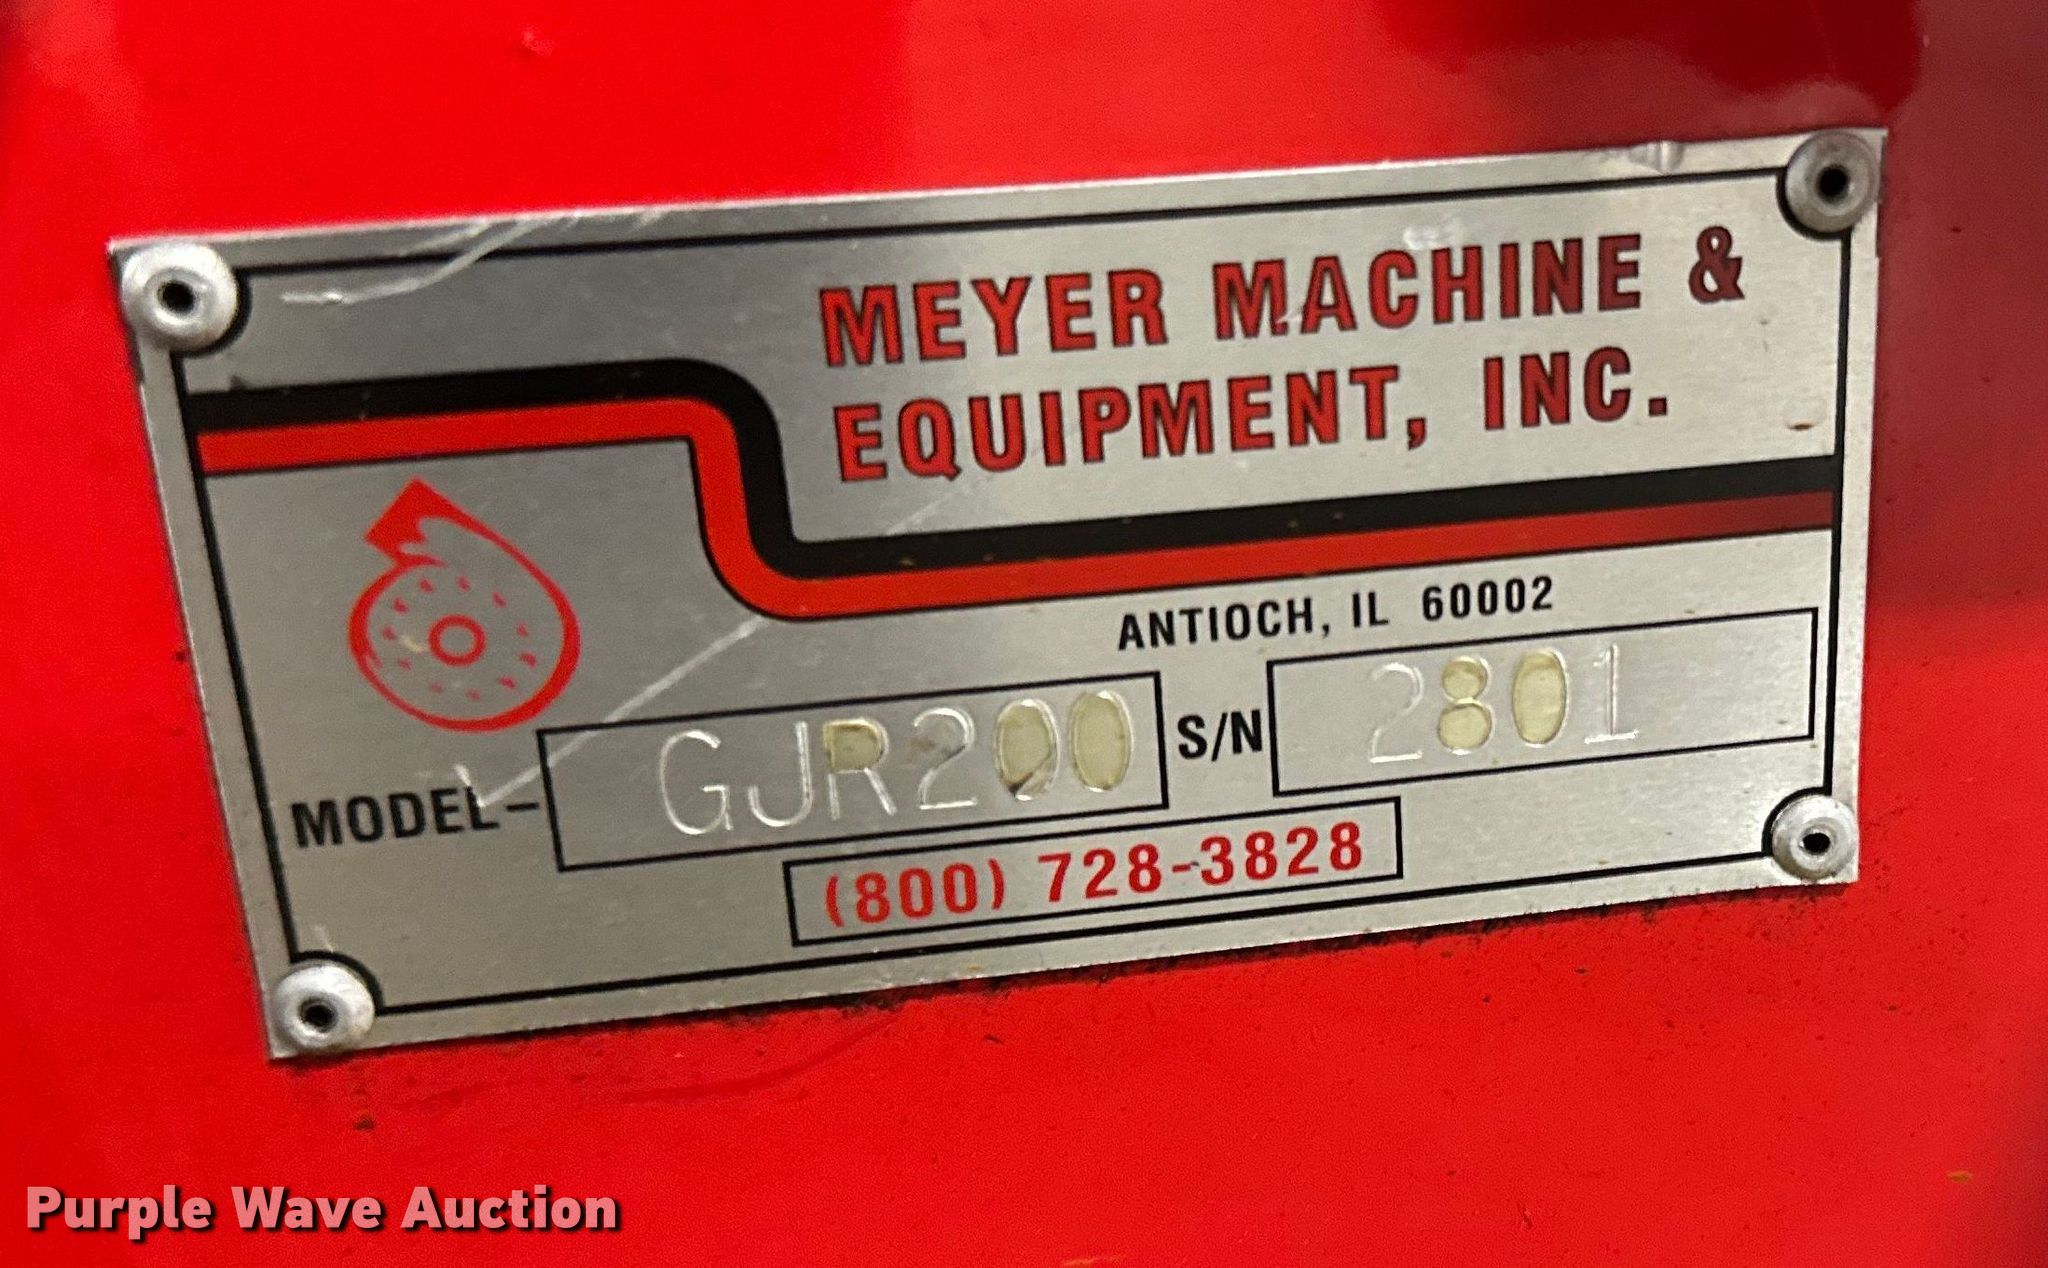 MEYER MACHINE &
EQUIPMENT, INC.
ANTIOCH, IL 60002
MODEL- GJR200 S/N 2801
(800) 728-3828
Purple Wave Auction